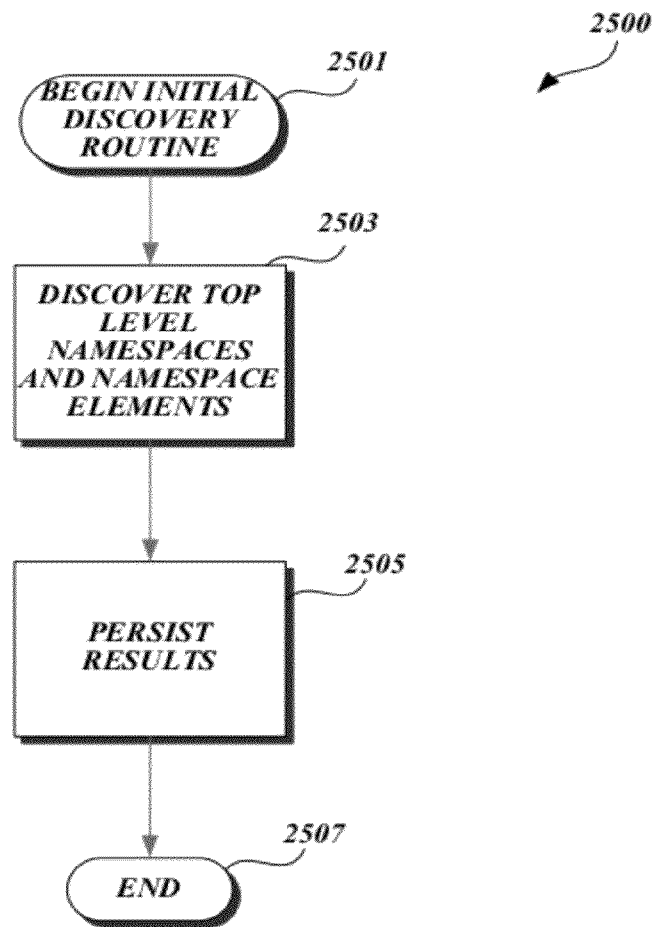 2500
2501
BEGIN INITIAL
DISCOVERY
ROUTINE
2503
DISCOVER TOP
LEVEL
NAMESPACES
AND NAMESPACE
ELEMENTS
2505
PERSIST
RESULTS
2507
END